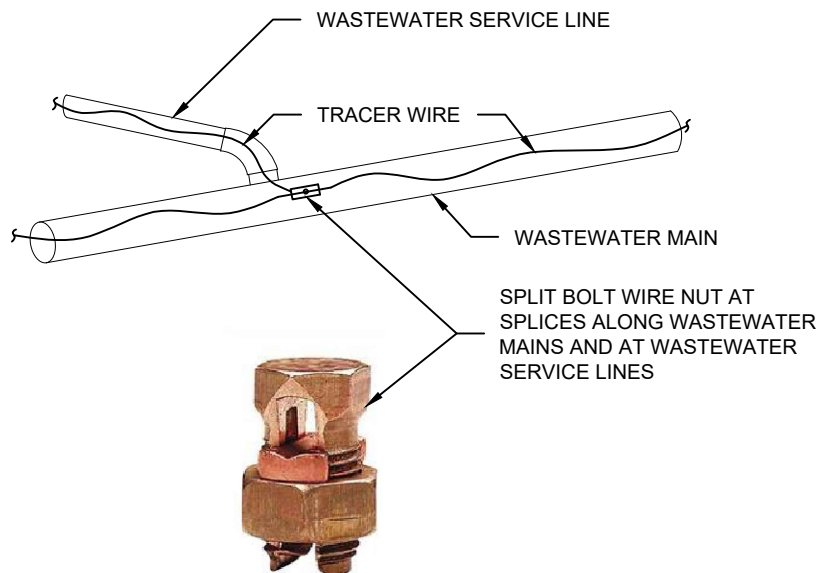 WASTEWATER SERVICE LINE
TRACER WIRE
WASTEWATER MAIN
SPLIT BOLT WIRE NUT AT
SPLICES ALONG WASTEWATER
MAINS AND AT WASTEWATER
SERVICE LINES